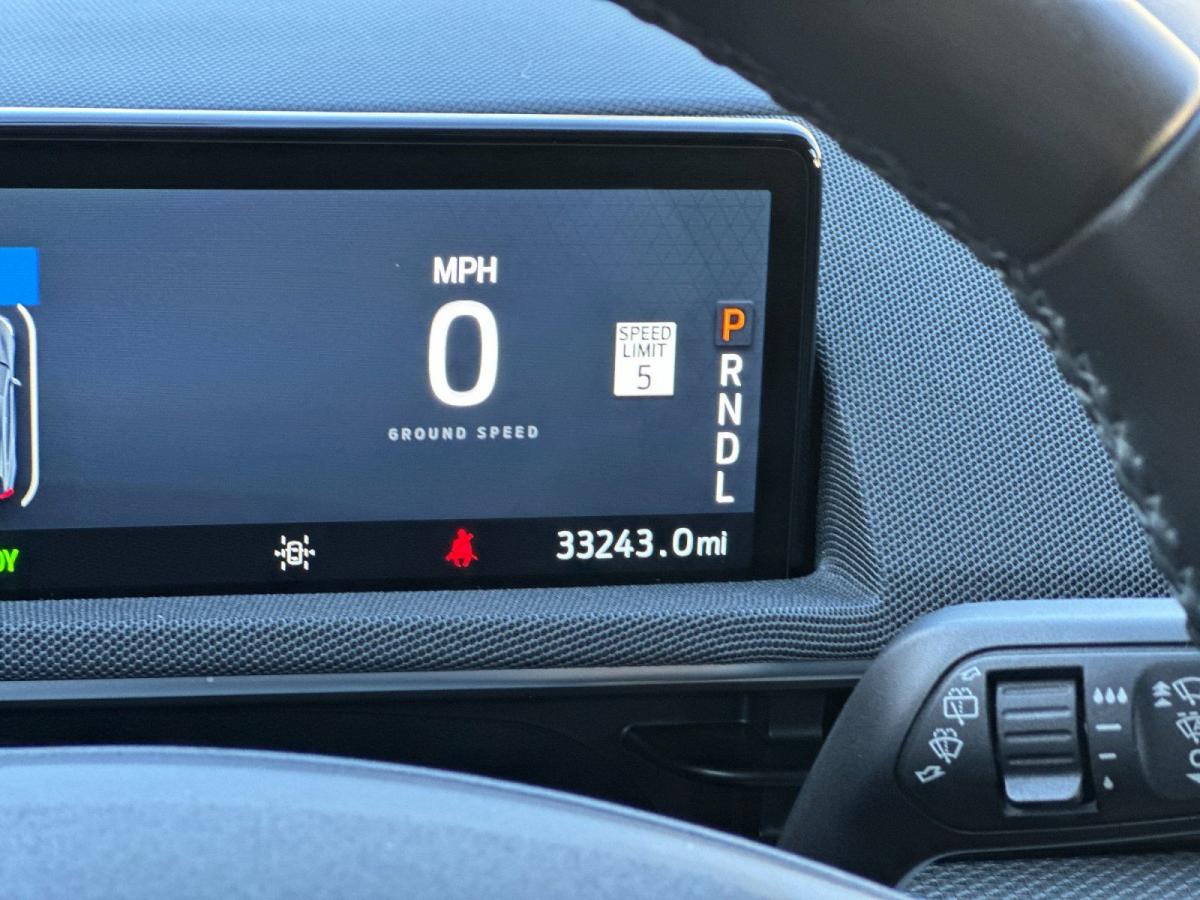 MPH
0
GROUND SPEED
SPEED
LIMIT
5
P
R
N
D
L
33243.0mi